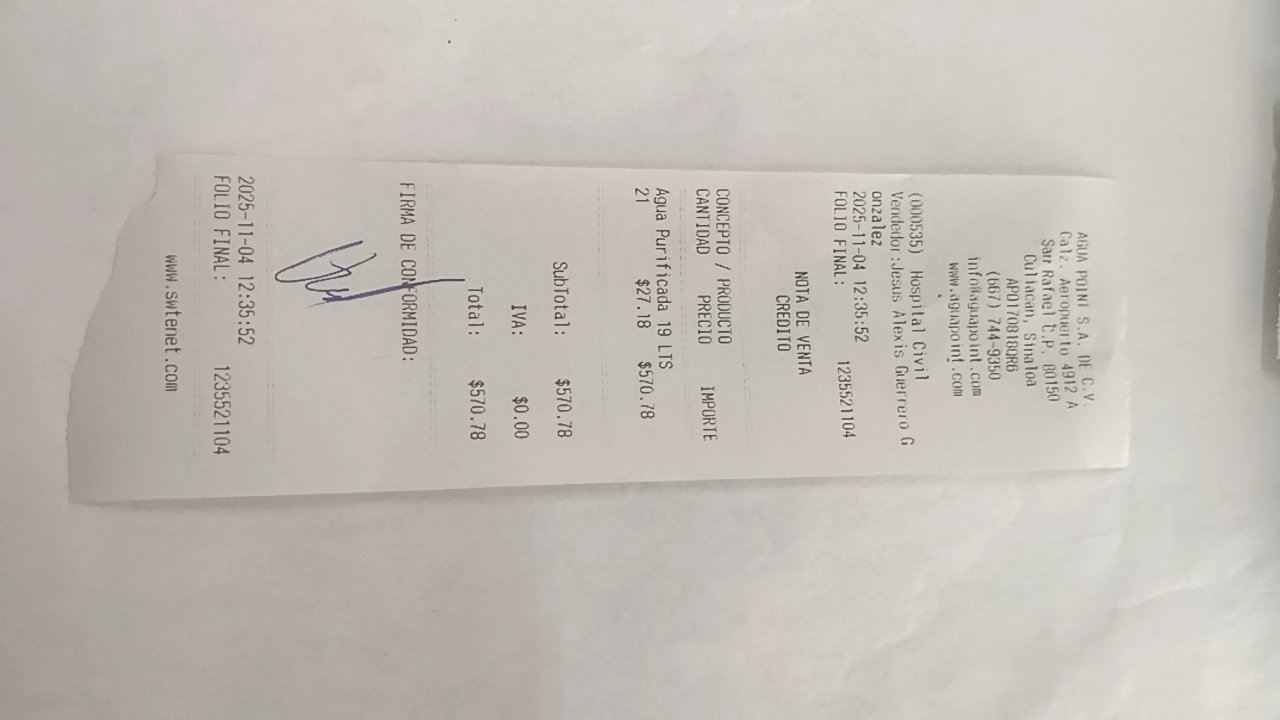 AGUA POINT S.A. DE C.V.
Calz. Aeropuerto 4912 A
San Rafael C.P. 80150
Culiacan, Sinaloa
APO170818QR6
(667) 744-9350
info@aguapoint.com
www.aguapoint.com
(000535) Hospital Civil
Vendedor:Jesus Alexis Guerrero G
onzalez
2025-11-04 12:35:52
FOLIO FINAL: 1235521104
NOTA DE VENTA
CREDITO
CONCEPTO / PRODUCTO
CANTIDAD PRECIO IMPORTE
Agua Purificada 19 LTS
21 $27.18 $570.78
SubTotal: $570.78
IVA: $0.00
Total: $570.78
FIRMA DE CONFORMIDAD:
2025-11-04 12:35:52
FOLIO FINAL: 1235521104
www.swtenet.com